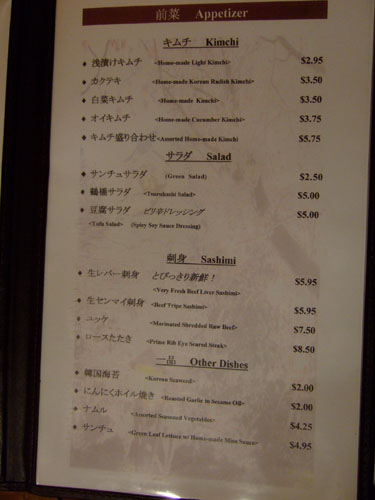 前菜 Appetizer
キムチ Kimchi
浅漬けキムチ <Home-made Light Kimchi> $2.95
カクテキ <Home-made Korean Radish Kimchi> $3.50
白菜キムチ <Home-made Kimchi> $3.50
オイキムチ <Home-made Cucumber Kimchi> $3.75
キムチ盛り合わせ <Assorted Home-made Kimchi $5.75
サラダ Salad
サンチュサラダ (Green Salad) $2.50
鶴橋サラダ <Tsuruhashi Salad> $5.00
豆腐サラダ ピリ辛ドレッシング $5.00
<Tofu Salad> (Spicy Soy Sauce Dressing)
刺身 Sashimi
生レバー刺身 とびっきり新鮮！
<Very Fresh Beef Liver Sashimi> $5.95
生センマイ刺身 <Beef Tripe Sashimi> $5.95
ユッケ <Marinated Shredded Raw Beef> $7.50
ロースたたき <Prime Rib Eye Seared Steak> $8.50
一品 Other Dishes
韓国海苔 <Korean Seaweed> $2.00
にんにくホイル焼き <Roasted Garlic in Sesame Oil> $2.00
ナムル <Assorted Seasoned Vegetables> $4.25
サンチュ <Green Leaf Lettuce w/ Home-made Miso Sauce> $4.95